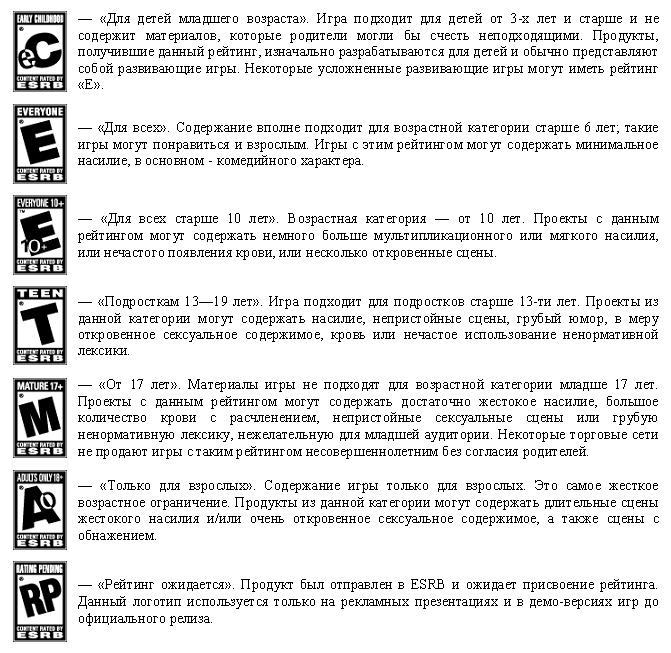 EARLY CHILDHOOD
eC
®
CONTENT RATED BY
ESRB
— «Для детей младшего возраста». Игра подходит для детей от 3-х лет и старше и не
содержит материалов, которые родители могли бы счесть неподходящими. Продукты,
получившие данный рейтинг, изначально разрабатываются для детей и обычно представляют
собой развивающие игры. Некоторые усложненные развивающие игры могут иметь рейтинг
«Е».
EVERYONE
E
®
CONTENT RATED BY
ESRB
— «Для всех». Содержание вполне подходит для возрастной категории старше 6 лет; такие
игры могут понравиться и взрослым. Игры с этим рейтингом могут содержать минимальное
насилие, в основном - комедийного характера.
EVERYONE 10+
™
E
10+
CONTENT RATED BY
ESRB
— «Для всех старше 10 лет». Возрастная категория — от 10 лет. Проекты с данным
рейтингом могут содержать немного больше мультипликационного или мягкого насилия,
или нечастого появления крови, или несколько откровенные сцены.
TEEN
T
®
CONTENT RATED BY
ESRB
— «Подросткам 13—19 лет». Игра подходит для подростков старше 13-ти лет. Проекты из
данной категории могут содержать насилие, непристойные сцены, грубый юмор, в меру
откровенное сексуальное содержимое, кровь или нечастое использование ненормативной
лексики.
MATURE 17+
M
®
CONTENT RATED BY
ESRB
— «От 17 лет». Материалы игры не подходят для возрастной категории младше 17 лет.
Проекты с данным рейтингом могут содержать достаточно жестокое насилие, большое
количество крови с расчленением, непристойные сексуальные сцены или грубую
ненормативную лексику, нежелательную для младшей аудитории. Некоторые торговые сети
не продают игры с таким рейтингом несовершеннолетним без согласия родителей.
ADULTS ONLY 18+
AO
®
CONTENT RATED BY
ESRB
— «Только для взрослых». Содержание игры только для взрослых. Это самое жесткое
возрастное ограничение. Продукты из данной категории могут содержать длительные сцены
жестокого насилия и/или очень откровенное сексуальное содержимое, а также сцены с
обнажением.
RATING PENDING
RP
®
CONTENT RATED BY
ESRB
— «Рейтинг ожидается». Продукт был отправлен в ESRB и ожидает присвоение рейтинга.
Данный логотип используется только на рекламных презентациях и в демо-версиях игр до
официального релиза.